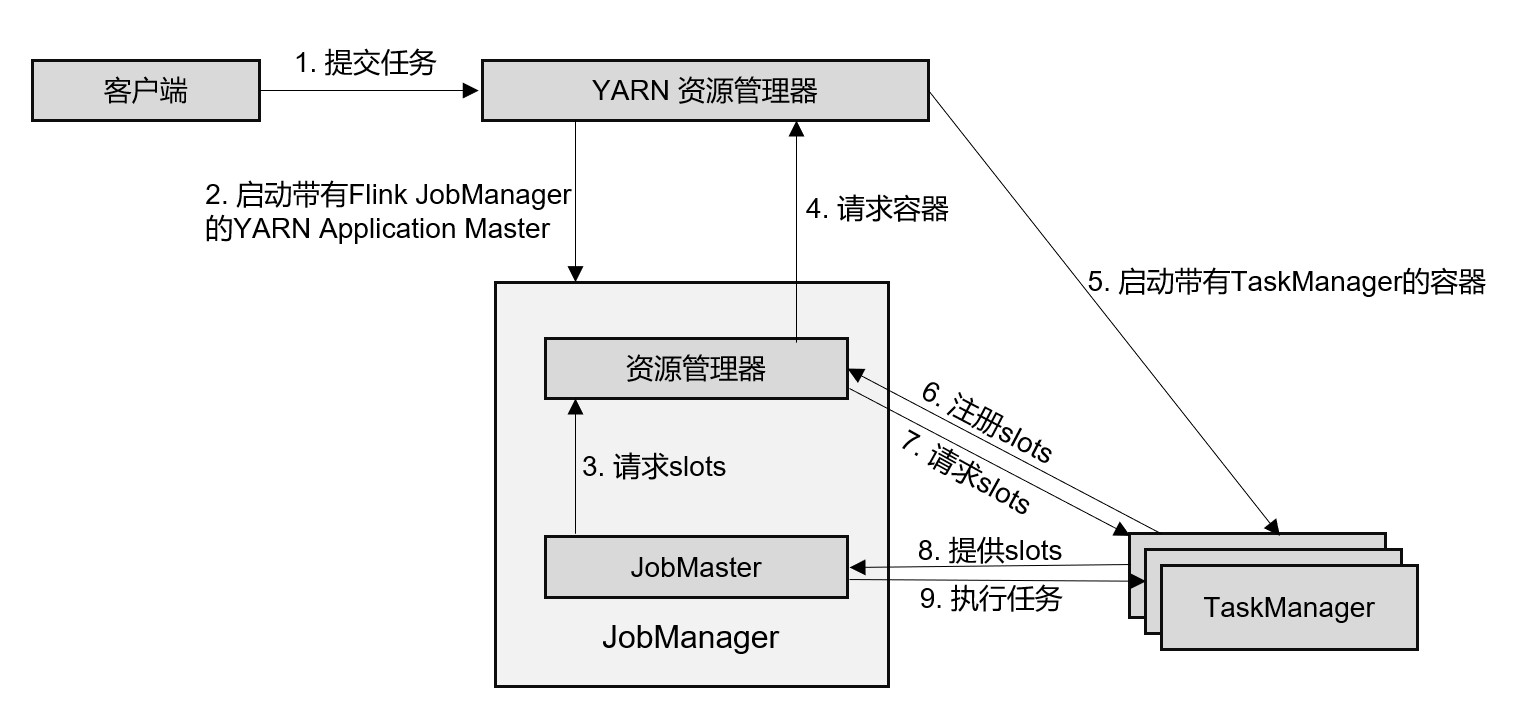 客户端
1. 提交任务
YARN 资源管理器
2. 启动带有Flink JobManager
的YARN Application Master
4. 请求容器
5. 启动带有TaskManager的容器
资源管理器
6. 注册slots
7. 请求slots
3. 请求slots
8. 提供slots
JobMaster
9. 执行任务
TaskManager
JobManager